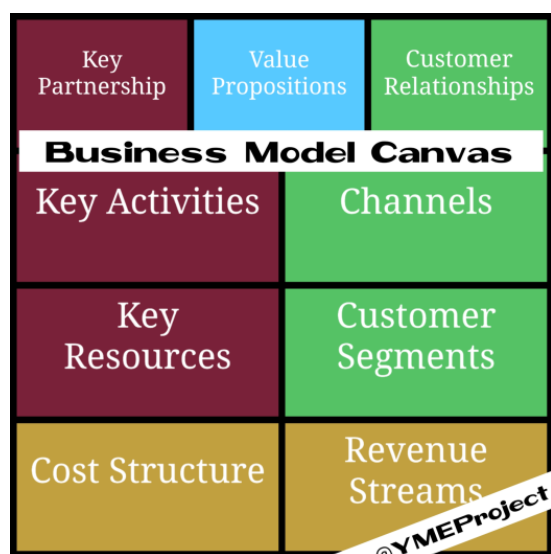 Key
Partnership
Value
Propositions
Customer
Relationships
Business Model Canvas
Key Activities
Channels
Key
Resources
Customer
Segments
Cost Structure
Revenue
Streams
@YMEProject